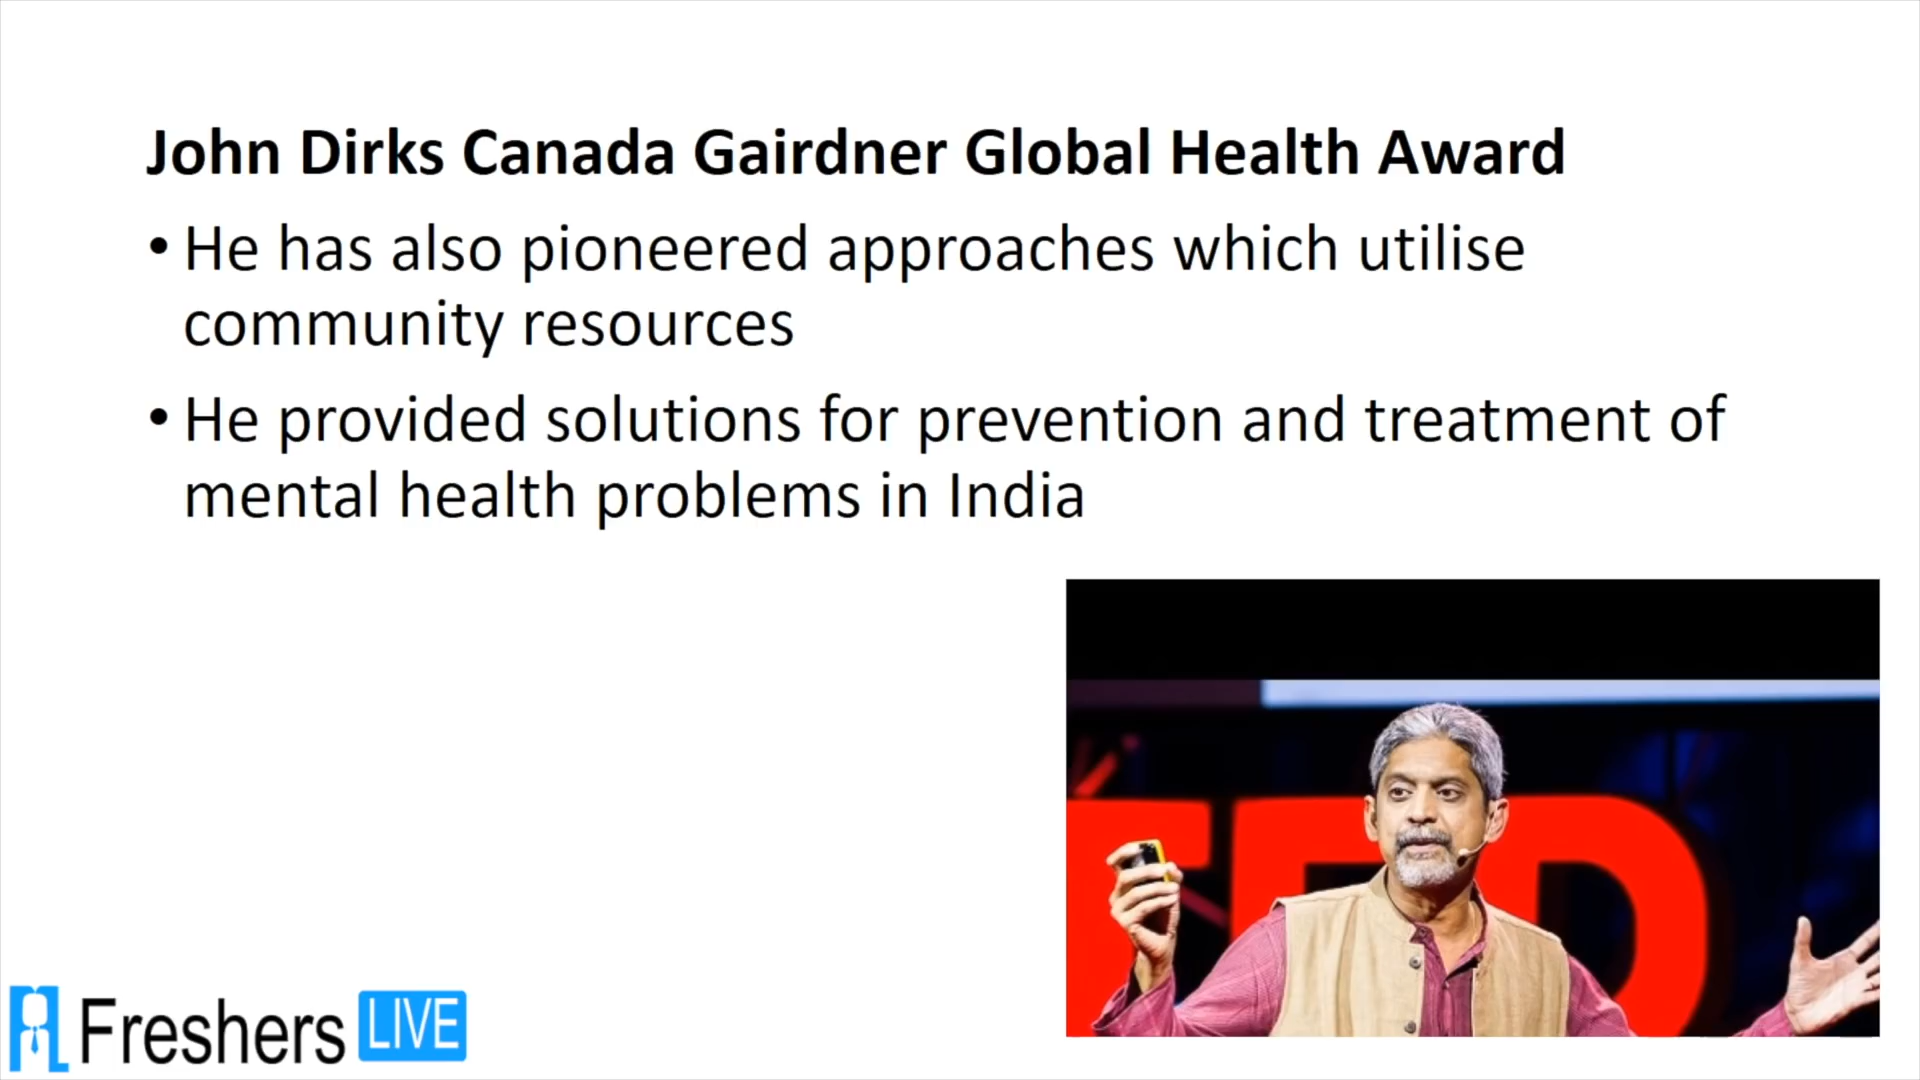 John Dirks Canada Gairdner Global Health Award
• He has also pioneered approaches which utilise
community resources
• He provided solutions for prevention and treatment of
mental health problems in India
TED
Freshers LIVE